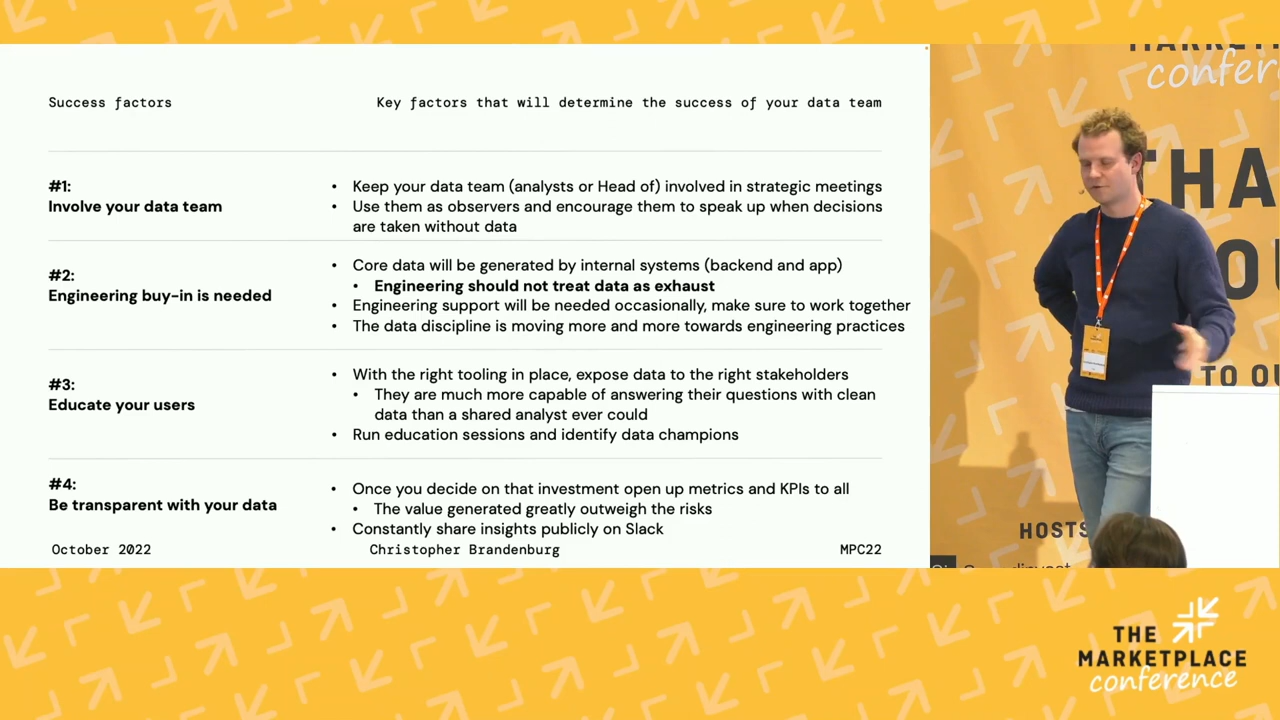 Success factors
Key factors that will determine the success of your data team
#1:
Involve your data team
• Keep your data team (analysts or Head of) involved in strategic meetings
• Use them as observers and encourage them to speak up when decisions
are taken without data
#2:
Engineering buy-in is needed
• Core data will be generated by internal systems (backend and app)
• Engineering should not treat data as exhaust
• Engineering support will be needed occasionally, make sure to work together
• The data discipline is moving more and more towards engineering practices
#3:
Educate your users
• With the right tooling in place, expose data to the right stakeholders
• They are much more capable of answering their questions with clean
data than a shared analyst ever could
• Run education sessions and identify data champions
#4:
Be transparent with your data
• Once you decide on that investment open up metrics and KPIs to all
• The value generated greatly outweigh the risks
• Constantly share insights publicly on Slack
October 2022
Christopher Brandenburg
MPC22
THA
OU
TO OU
HOSTS
THE
MARKETPLACE
conference